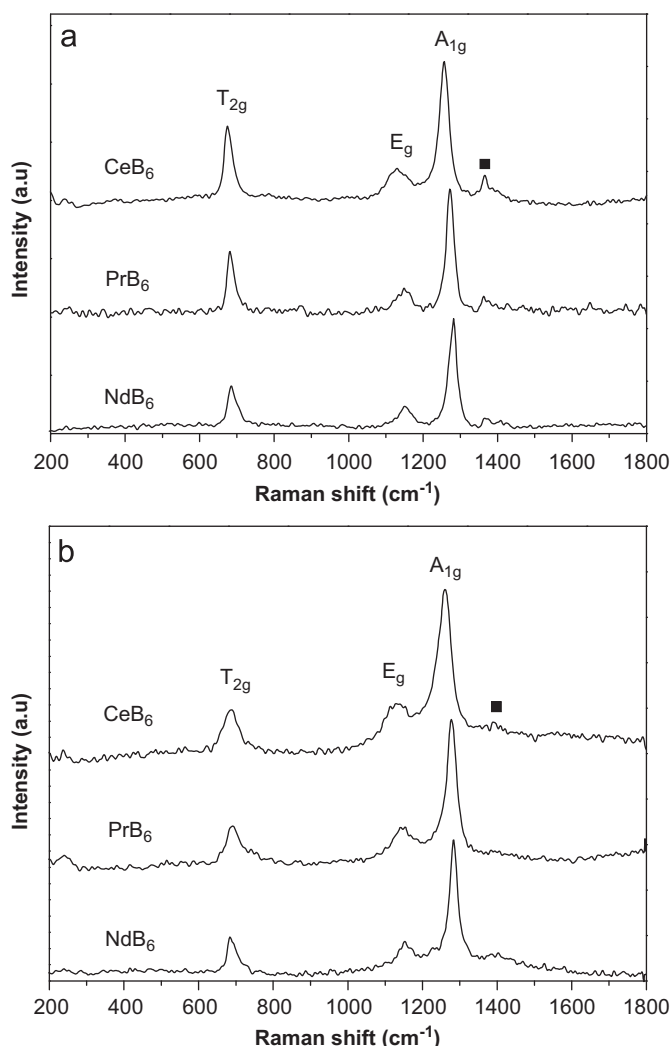 a
A1g
T2g
Eg
CeB6
■
PrB6
NdB6
Intensity (a.u)
200 400 600 800 1000 1200 1400 1600 1800
Raman shift (cm-1)
b
A1g
T2g
Eg
CeB6
■
PrB6
NdB6
Intensity (a.u)
200 400 600 800 1000 1200 1400 1600 1800
Raman shift (cm-1)